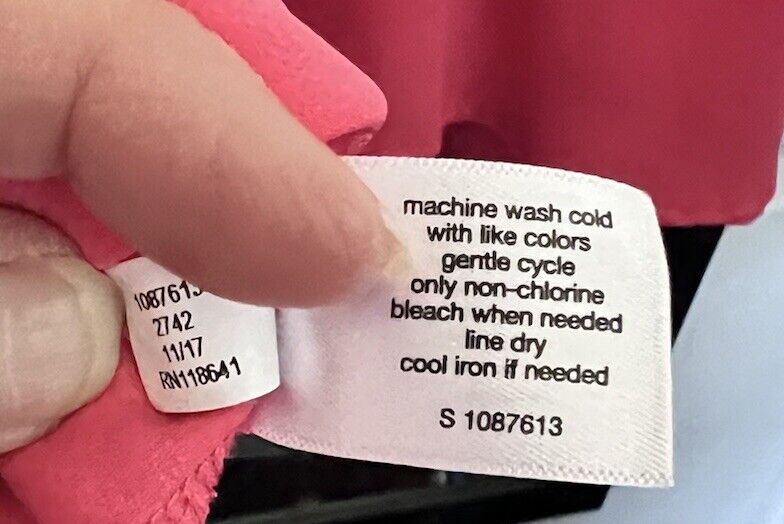 machine wash cold
with like colors
gentle cycle
only non-chlorine
bleach when needed
line dry
cool iron if needed
S 1087613
2742
11/17
RN118641